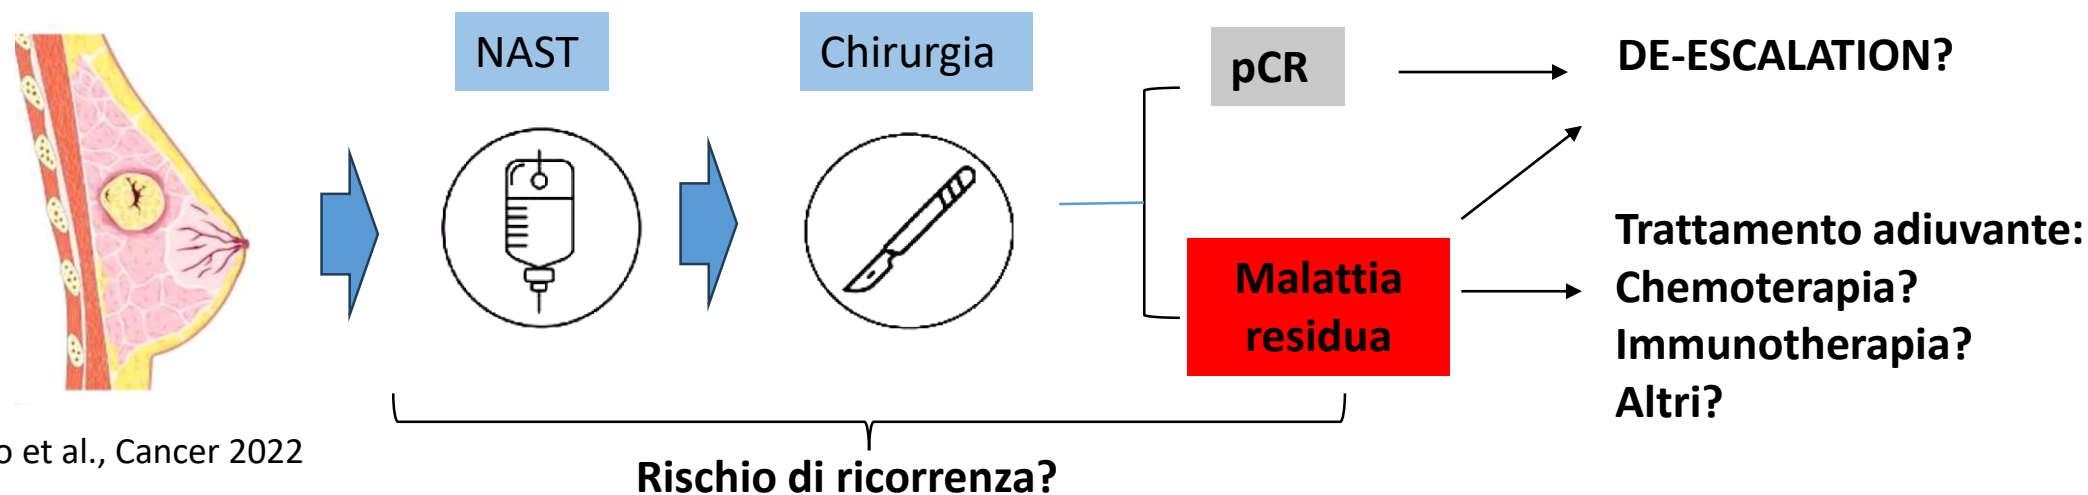 NAST
Chirurgia
pCR
DE-ESCALATION?
Malattia
residua
Trattamento adiuvante:
Chemoterapia?
Immunotherapia?
Altri?
et al., Cancer 2022
Rischio di ricorrenza?